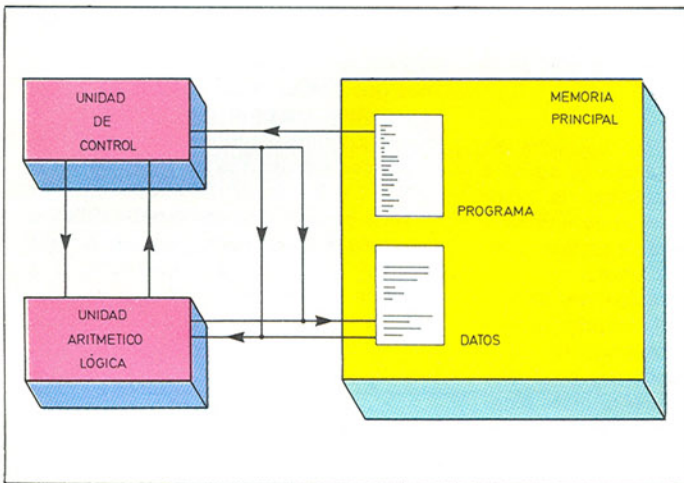 UNIDAD
DE
CONTROL
MEMORIA
PRINCIPAL
PROGRAMA
UNIDAD
ARITMETICO
LÓGICA
DATOS